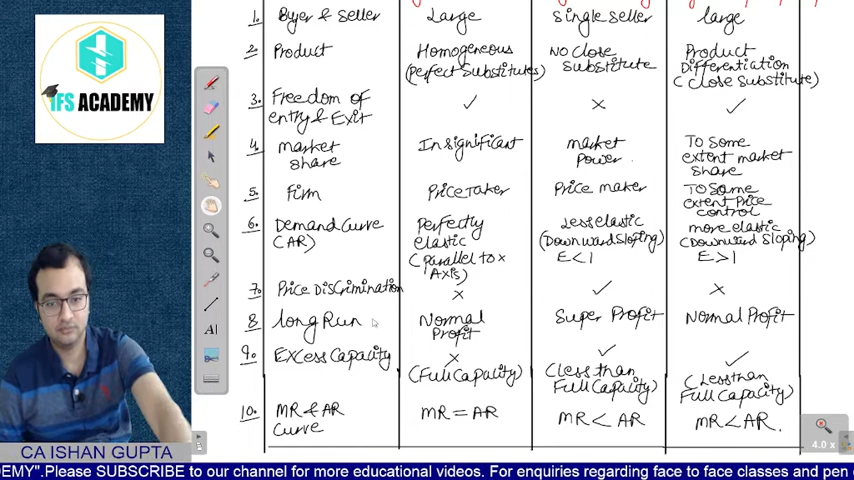 1. Byer & Seller Large single seller large
2. Product Homogeneous (Perfect Substitutes) NO close substitute Product Differentiation (close substitute)
3. Freedom of entry & Exit ✓ × ✓
4. market share Insignificant market power. To some extent market share
5. Firm Price taker Price maker To some extent Price control
6. Demand Curve (AR) Perfectly elastic (Parallel to x Axis) Less elastic (Downward sloping) E<1 more elastic (Downward sloping) E>1
7. Price Discrimination × ✓ ×
8 long Run Normal Profit Super Profit Normal Profit
9. Excess Capacity × (Full Capacity) ✓ (less than Full Capacity) ✓ (Less than Full Capacity)
10. MR & AR Curve MR = AR MR < AR MR < AR.
IFS ACADEMY
4.0 x
CA ISHAN GUPTA
DEMY".Please SUBSCRIBE to our channel for more educational videos. For enquiries regarding face to face classes and pen